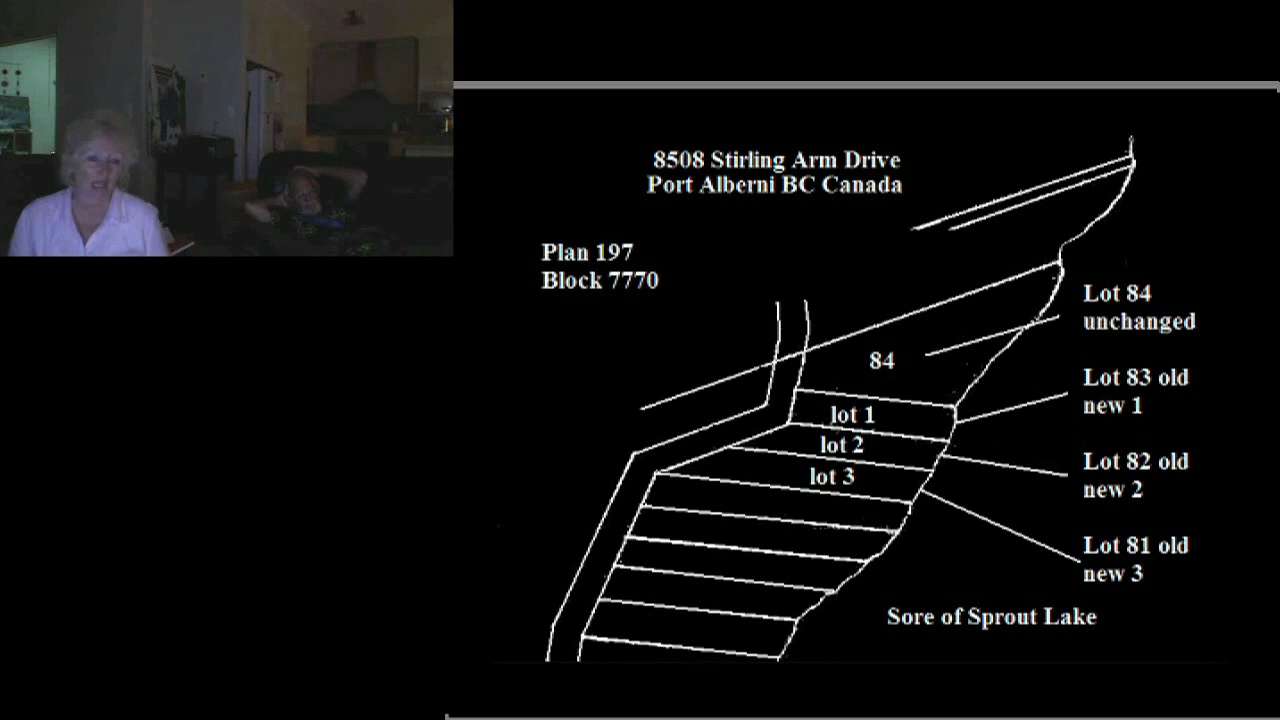 8508 Stirling Arm Drive
Port Alberni BC Canada
Plan 197
Block 7770
Lot 84
unchanged
84
Lot 83 old
new 1
lot 1
lot 2
Lot 82 old
new 2
lot 3
Lot 81 old
new 3
Sore of Sprout Lake